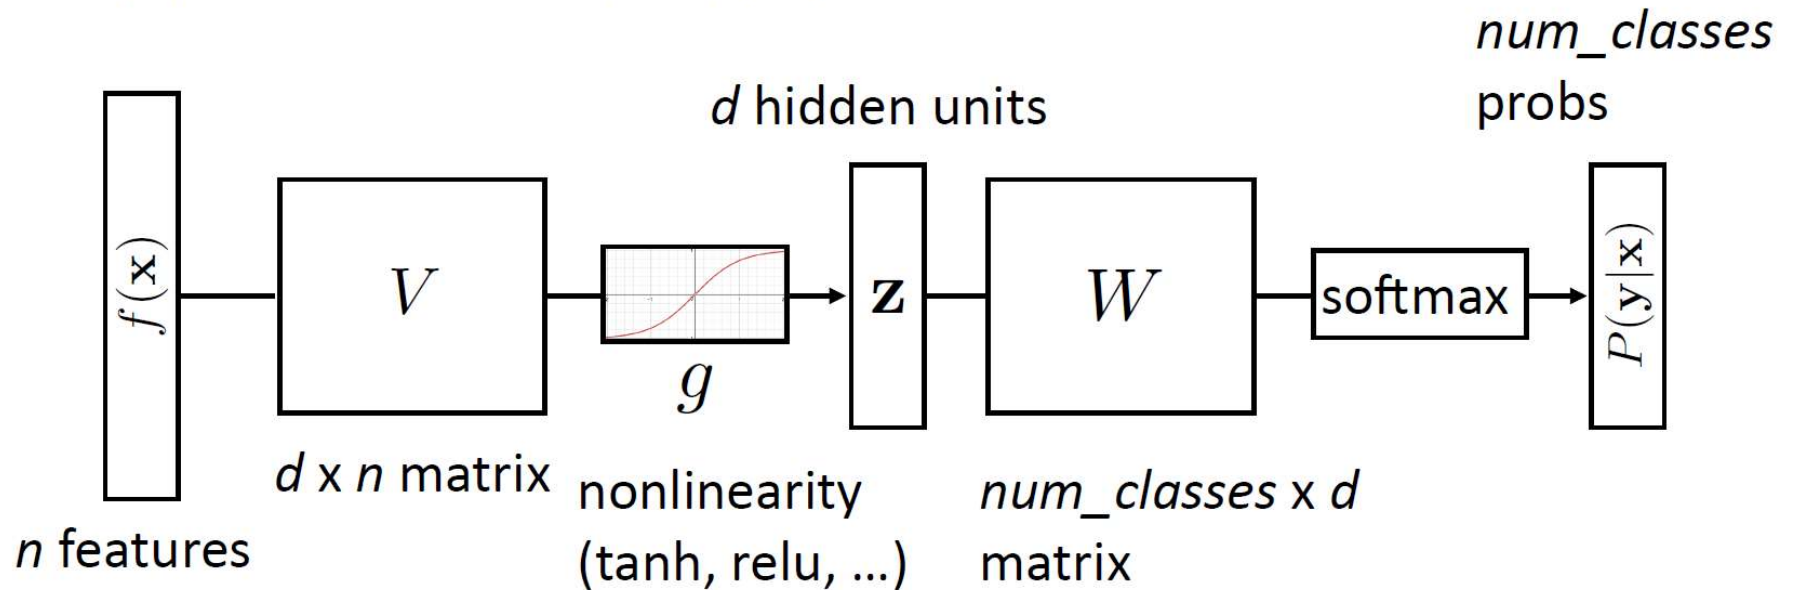 num_classes
probs
d hidden units
f(x)
V
g
z
W
softmax
P(y|x)
d x n matrix
nonlinearity
(tanh, relu, ...)
num_classes x d
matrix
n features